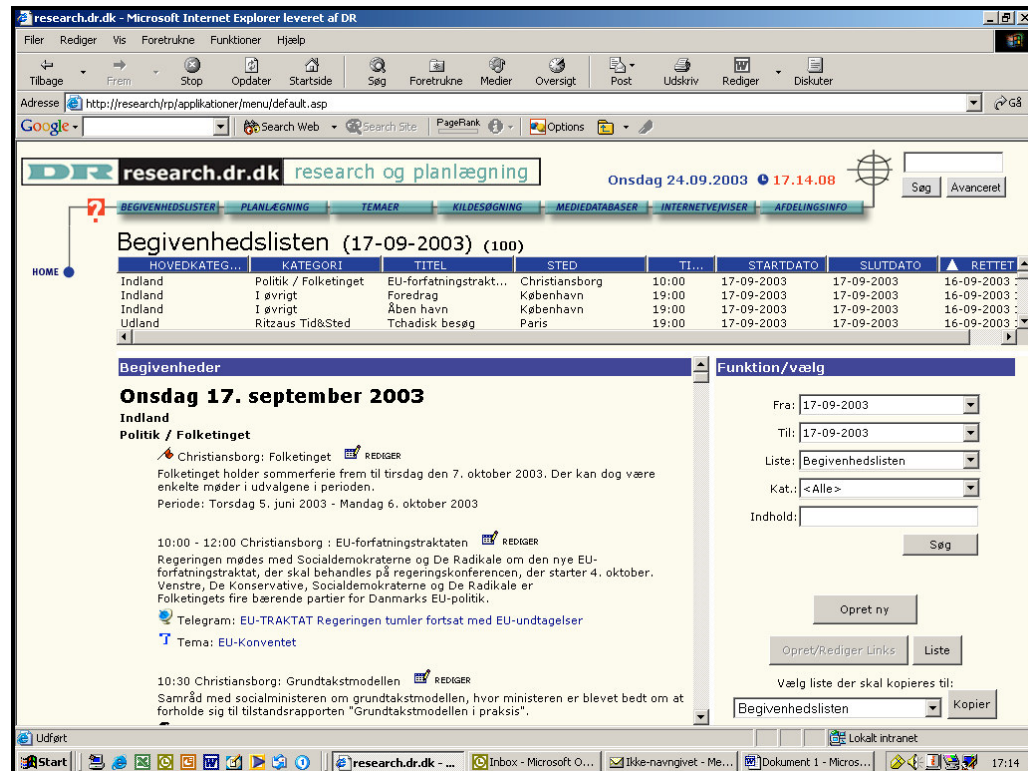 research.dr.dk - Microsoft Internet Explorer leveret af DR
Filer Rediger Vis Foretrukne Funktioner Hjælp
Tilbage Frem Stop Opdater Startside Søg Foretrukne Medier Oversigt Post Udskriv Rediger Diskuter
Adresse http://research/rp/applikationer/menu/default.asp Gå
Google Search Web Search Site PageRank Options
DR research.dr.dk research og planlægning Onsdag 24.09.2003 17.14.08 Søg Avanceret
BEGIVENHEDSLISTER PLANLÆGNING TEMAER KILDESØGNING MEDIEDATABASER INTERNETVEJVISER AFDELINGSINFO
Begivenhedslisten (17-09-2003) (100)
HOME
HOVEDKATEG... KATEGORI TITEL STED TI... STARTDATO SLUTDATO RETTET
Indland Politik / Folketinget EU-forfatningstrakt... Christiansborg 10:00 17-09-2003 17-09-2003 16-09-2003
Indland I øvrigt Foredrag København 19:00 17-09-2003 17-09-2003 16-09-2003
Indland I øvrigt Åben havn København 19:00 17-09-2003 17-09-2003 16-09-2003
Udland Ritzaus Tid&Sted Tchadisk besøg Paris 19:00 17-09-2003 17-09-2003 16-09-2003
Begivenheder
Onsdag 17. september 2003
Indland
Politik / Folketinget
Christiansborg: Folketinget REDIGER
Folketinget holder sommerferie frem til tirsdag den 7. oktober 2003. Der kan dog være
enkelte møder i udvalgene i perioden.
Periode: Torsdag 5. juni 2003 - Mandag 6. oktober 2003
10:00 - 12:00 Christiansborg : EU-forfatningstraktaten REDIGER
Regeringen mødes med Socialdemokraterne og De Radikale om den nye EU-
forfatningstraktat, der skal behandles på regeringskonferencen, der starter 4. oktober.
Venstre, De Konservative, Socialdemokraterne og De Radikale er
Folketingets fire bærende partier for Danmarks EU-politik.
Telegram: EU-TRAKTAT Regeringen tumler fortsat med EU-undtagelser
Tema: EU-Konventet
10:30 Christiansborg: Grundtakstmodellen REDIGER
Samråd med socialministeren om grundtakstmodellen, hvor ministeren er blevet bedt om at
forholde sig til tilstandsrapporten "Grundtakstmodellen i praksis".
Funktion/vælg
Fra: 17-09-2003
Til: 17-09-2003
Liste: Begivenhedslisten
Kat.: <Alle>
Indhold:
Søg
Opret ny
Opret/Rediger Links Liste
Vælg liste der skal kopieres til:
Begivenhedslisten Kopier
Udført Lokalt intranet
Start research.dr.dk - ... Inbox - Microsoft O... Ikke-navngivet - Me... Dokument 1 - Micros... 17:14